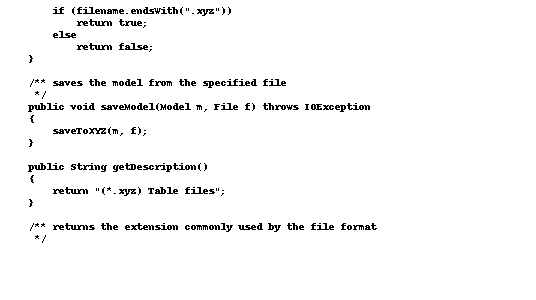 if (filename.endsWith(".xyz"))
return true;
else
return false;
}
/** saves the model from the specified file
*/
public void saveModel(Model m, File f) throws IOException
{
saveToXYZ(m, f);
}
public String getDescription()
{
return "(*.xyz) Table files";
}
/** returns the extension commonly used by the file format
*/